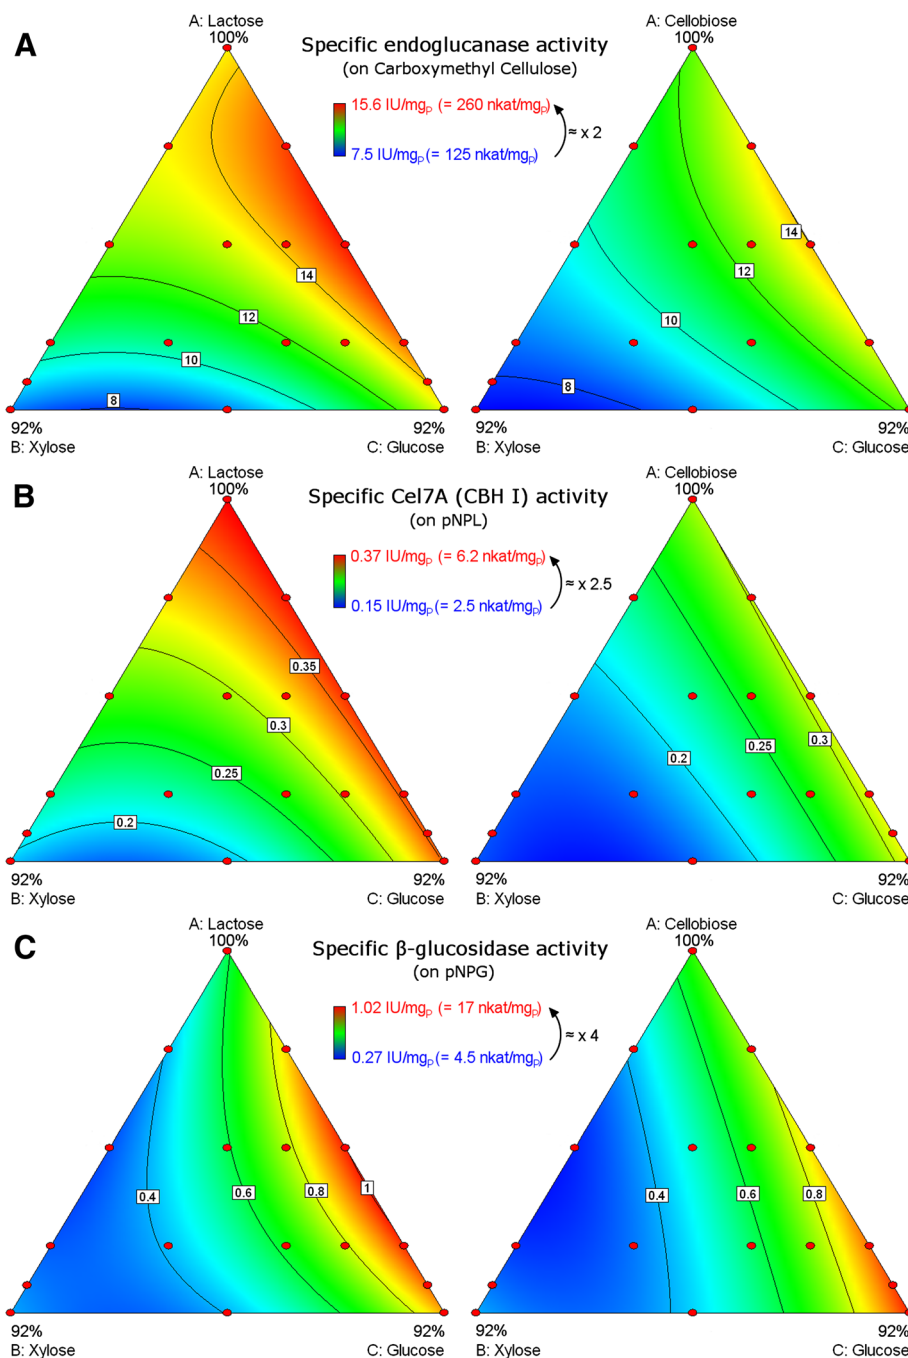 A
A: Lactose
100%
Specific endoglucanase activity
(on Carboxymethyl Cellulose)
15.6 IU/mgP (= 260 nkat/mgP)
7.5 IU/mgP (= 125 nkat/mgP)
≈ x 2
A: Cellobiose
100%
14
12
10
8
14
12
10
8
92%
B: Xylose
92%
C: Glucose
92%
B: Xylose
92%
C: Glucose
B
A: Lactose
100%
Specific Cel7A (CBH I) activity
(on pNPL)
0.37 IU/mgP (= 6.2 nkat/mgP)
0.15 IU/mgP (= 2.5 nkat/mgP)
≈ x 2.5
A: Cellobiose
100%
0.35
0.3
0.25
0.2
0.3
0.25
0.2
92%
B: Xylose
92%
C: Glucose
92%
B: Xylose
92%
C: Glucose
C
A: Lactose
100%
Specific β-glucosidase activity
(on pNPG)
1.02 IU/mgP (= 17 nkat/mgP)
0.27 IU/mgP (= 4.5 nkat/mgP)
≈ x 4
A: Cellobiose
100%
0.4
0.6
0.8
1
0.4
0.6
0.8
92%
B: Xylose
92%
C: Glucose
92%
B: Xylose
92%
C: Glucose